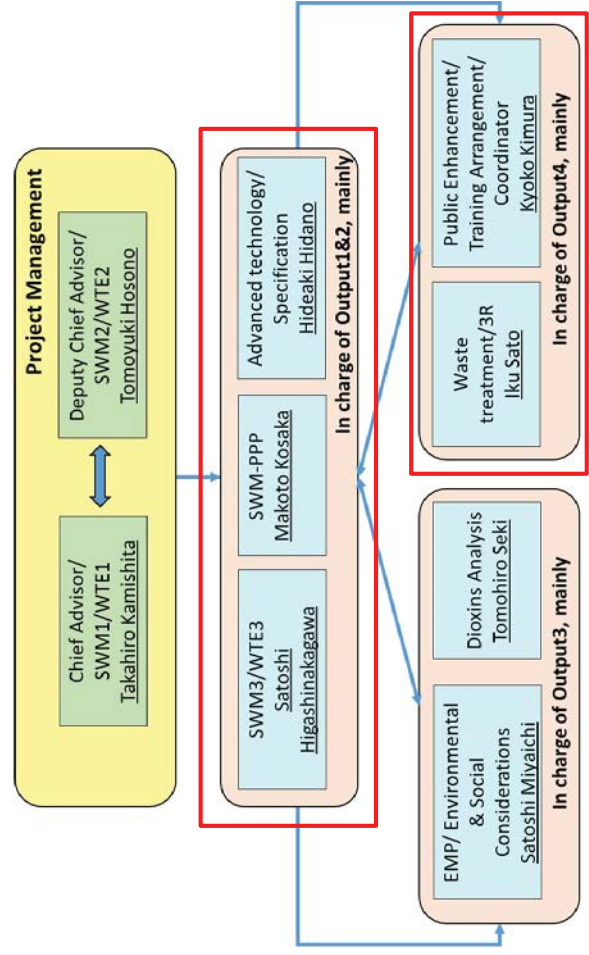 Project Management
Chief Advisor/
SWM1/WTE1
Takahiro Kamishita
Deputy Chief Advisor/
SWM2/WTE2
Tomoyuki Hosono
SWM3/WTE3
Satoshi
Higashinakagawa
SWM-PPP
Makoto Kosaka
Advanced technology/
Specification
Hideaki Hidano
In charge of Output1&2, mainly
EMP/ Environmental
& Social
Considerations
Satoshi Miyaichi
Dioxins Analysis
Tomohiro Seki
In charge of Output3, mainly
Waste
treatment/3R
Iku Sato
Public Enhancement/
Training Arrangement/
Coordinator
Kyoko Kimura
In charge of Output4, mainly